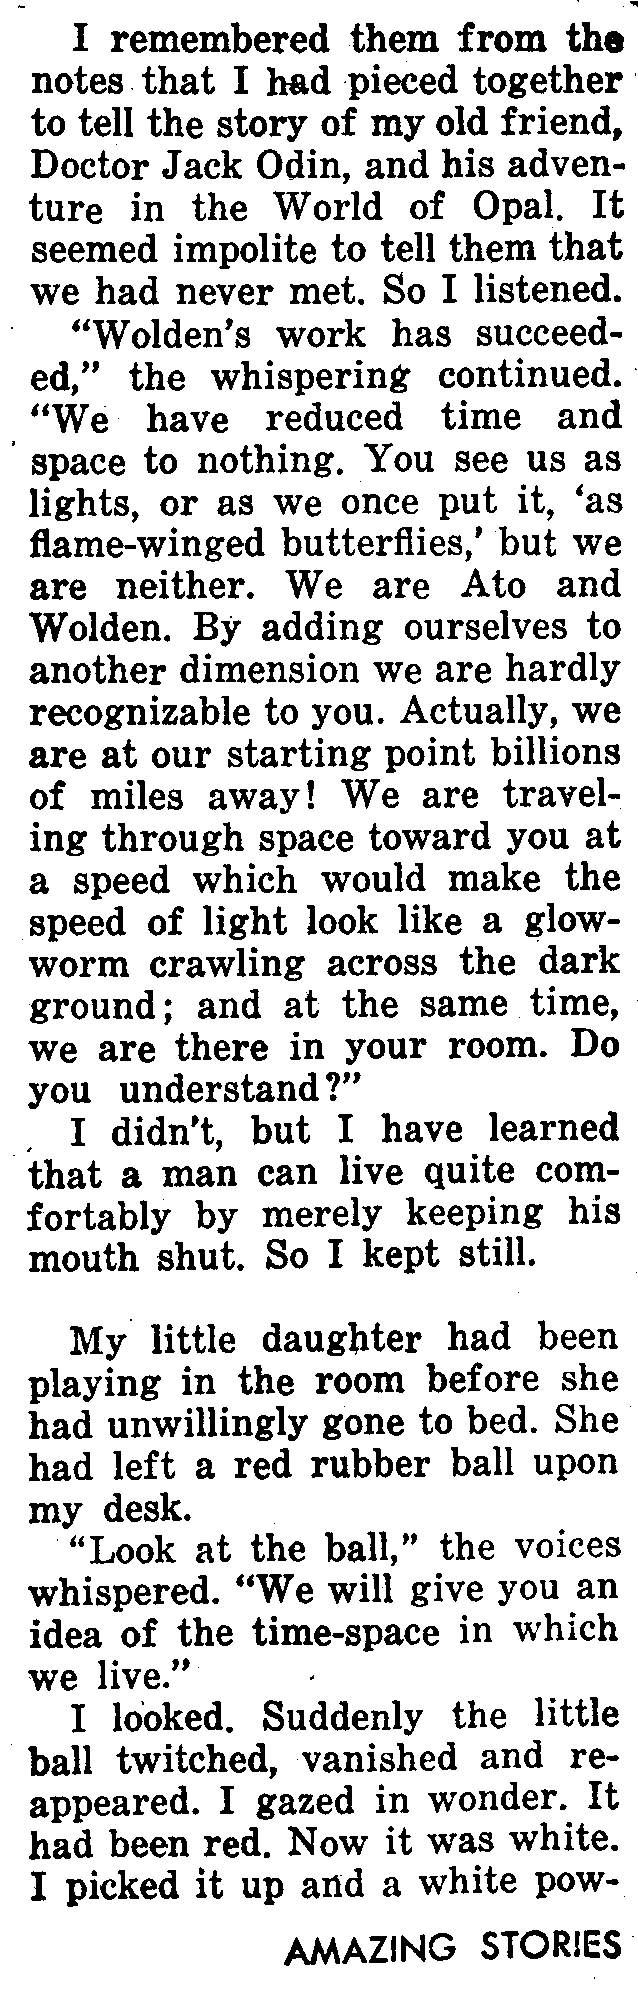 I remembered them from the
notes that I had pieced together
to tell the story of my old friend,
Doctor Jack Odin, and his adven-
ture in the World of Opal. It
seemed impolite to tell them that
we had never met. So I listened.
“Wolden’s work has succeed-
ed,” the whispering continued.
“We have reduced time and
space to nothing. You see us as
lights, or as we once put it, ‘as
flame-winged butterflies,’ but we
are neither. We are Ato and
Wolden. By adding ourselves to
another dimension we are hardly
recognizable to you. Actually, we
are at our starting point billions
of miles away! We are travel-
ing through space toward you at
a speed which would make the
speed of light look like a glow-
worm crawling across the dark
ground; and at the same time,
we are there in your room. Do
you understand?”
I didn’t, but I have learned
that a man can live quite com-
fortably by merely keeping his
mouth shut. So I kept still.
My little daughter had been
playing in the room before she
had unwillingly gone to bed. She
had left a red rubber ball upon
my desk.
“Look at the ball,” the voices
whispered. “We will give you an
idea of the time-space in which
we live.”
I looked. Suddenly the little
ball twitched, vanished and re-
appeared. I gazed in wonder. It
had been red. Now it was white.
I picked it up and a white pow-
AMAZING STORIES